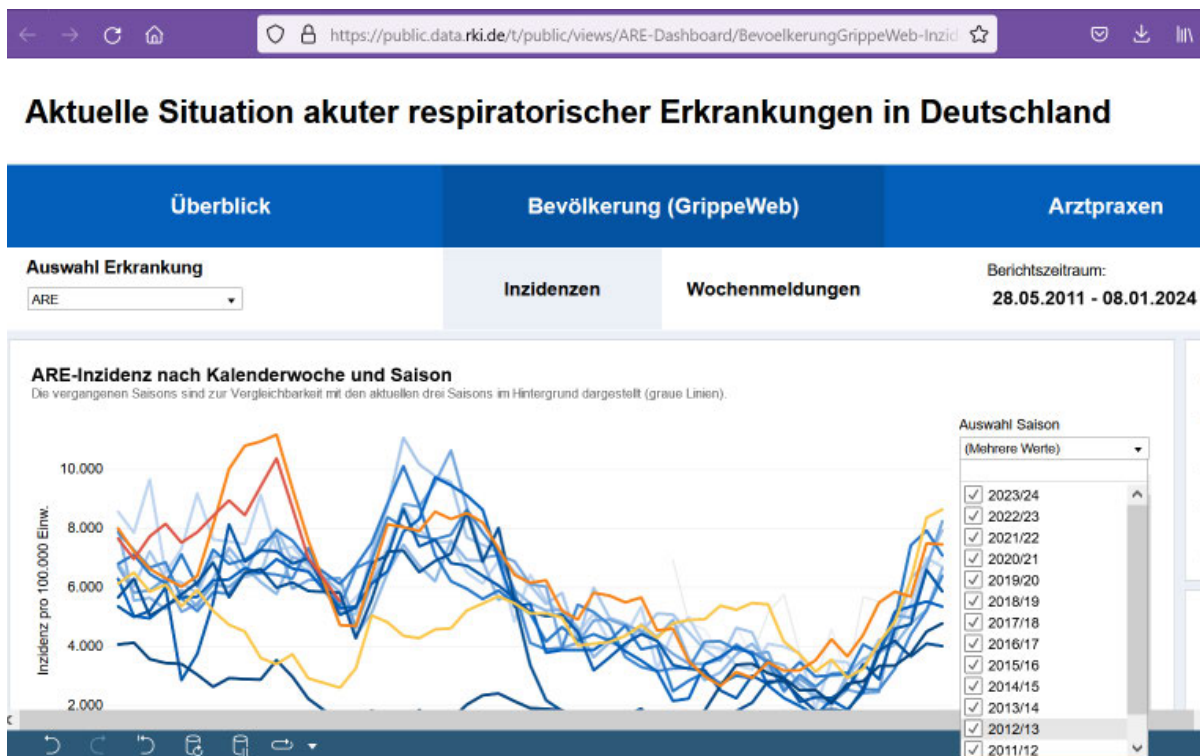 https://public.data.rki.de/t/public/views/ARE-Dashboard/BevoelkerungGrippeWeb-Inzid
Aktuelle Situation akuter respiratorischer Erkrankungen in Deutschland
Überblick
Bevölkerung (GrippeWeb)
Arztpraxen
Auswahl Erkrankung
ARE
Inzidenzen
Wochenmeldungen
Berichtszeitraum:
28.05.2011 - 08.01.2024
ARE-Inzidenz nach Kalenderwoche und Saison
Die vergangenen Saisons sind zur Vergleichbarkeit mit den aktuellen drei Saisons im Hintergrund dargestellt (graue Linien).
Inzidenz pro 100.000 Einw.
10.000
8.000
6.000
4.000
2.000
Auswahl Saison
(Mehrere Werte)
2023/24
2022/23
2021/22
2020/21
2019/20
2018/19
2017/18
2016/17
2015/16
2014/15
2013/14
2012/13
2011/12